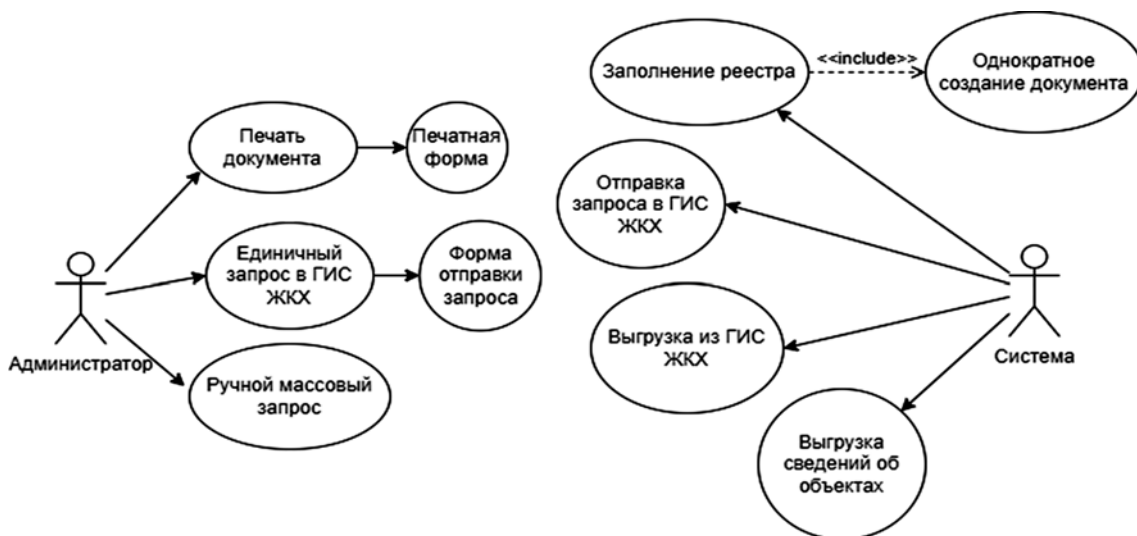 Печать
документа
Печатная
форма
Единичный
запрос в ГИС
ЖКХ
Форма
отправки
запроса
Администратор
Ручной массовый
запрос
Заполнение реестра
<<include>>
Однократное
создание документа
Отправка
запроса в ГИС
ЖКХ
Выгрузка из ГИС
ЖКХ
Система
Выгрузка
сведений об
объектах